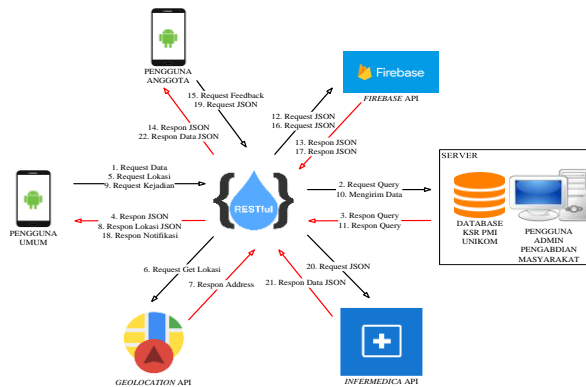 PENGGUNA
ANGGOTA
15. Request Feedback
19. Request JSON
14. Respon JSON
22. Respon Data JSON
Firebase
FIREBASE API
12. Request JSON
16. Request JSON
13. Respon JSON
17. Respon JSON
PENGGUNA
UMUM
1. Request Data
5. Request Lokasi
9. Request Kejadian
4. Respon JSON
8. Respon Lokasi JSON
18. Respon Notifikasi
{RESTful}
2. Request Query
10. Mengirim Data
3. Respon Query
11. Respon Query
SERVER
DATABASE
KSR PMI
UNIKOM
PENGGUNA
ADMIN
PENGABDIAN
MASYARAKAT
6. Request Get Lokasi
7. Respon Address
GEOLOCATION API
20. Request JSON
21. Respon Data JSON
INFERMEDICA API